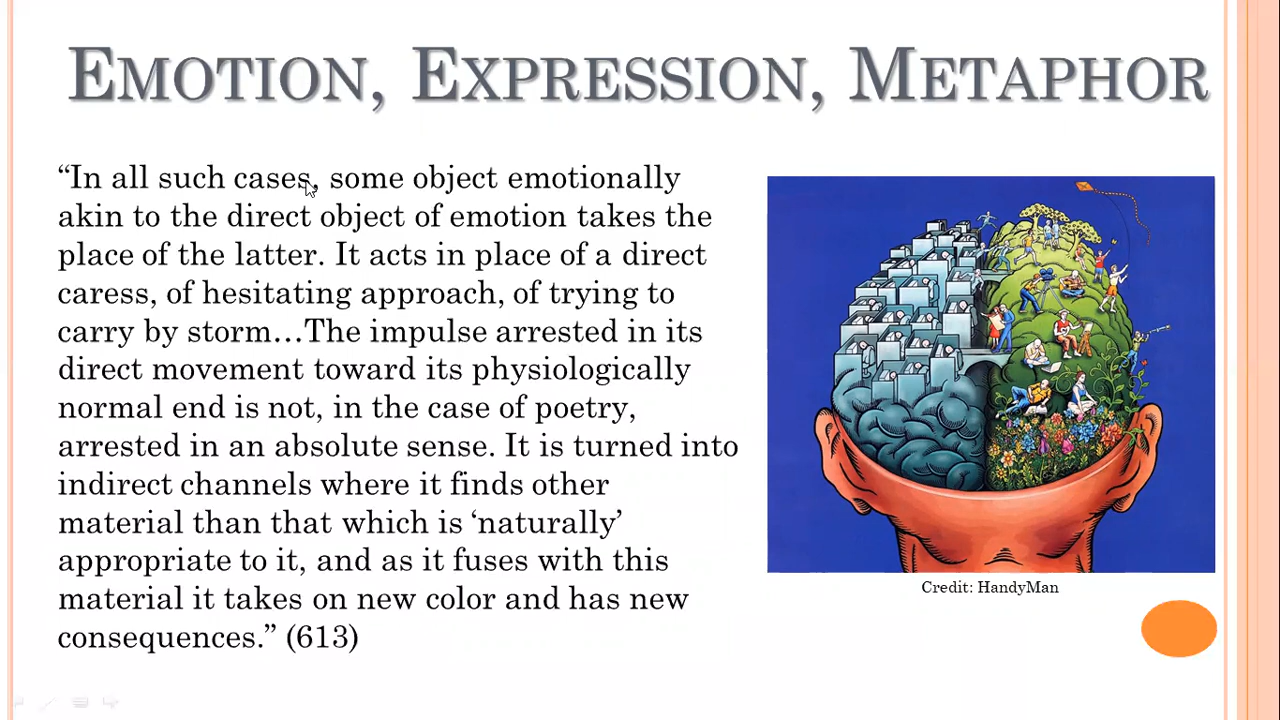 EMOTION, EXPRESSION, METAPHOR
“In all such cases, some object emotionally
akin to the direct object of emotion takes the
place of the latter. It acts in place of a direct
caress, of hesitating approach, of trying to
carry by storm…The impulse arrested in its
direct movement toward its physiologically
normal end is not, in the case of poetry,
arrested in an absolute sense. It is turned into
indirect channels where it finds other
material than that which is ‘naturally’
appropriate to it, and as it fuses with this
material it takes on new color and has new
consequences.” (613)
Credit: HandyMan